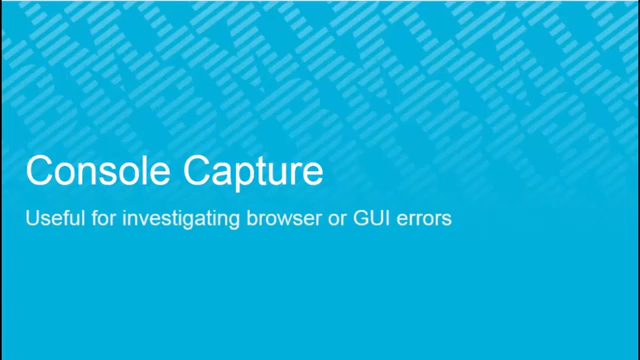 Console Capture
Useful for investigating browser or GUI errors